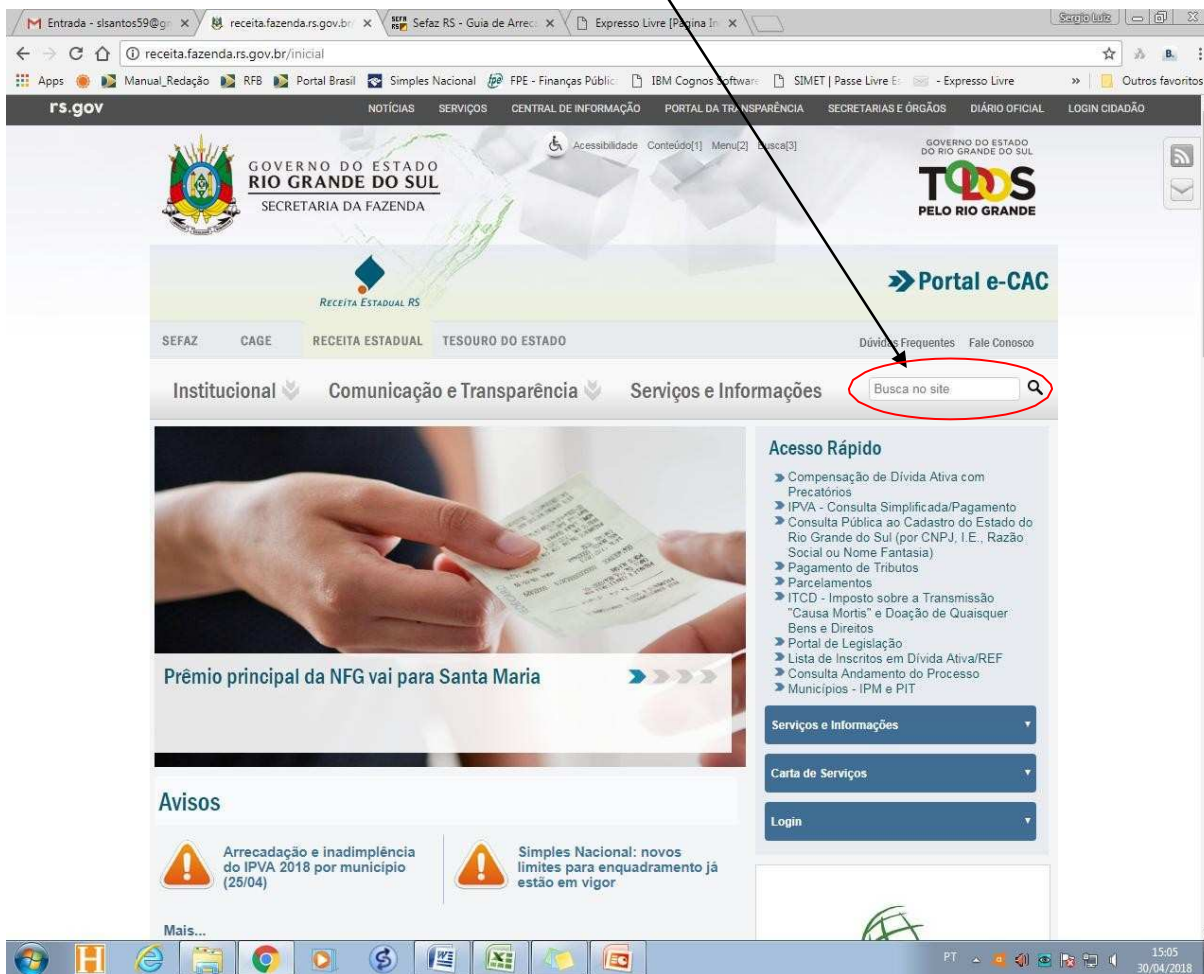 Entrada - slsantos59@gm
receita.fazenda.rs.gov.br/
Sefaz RS - Guia de Arrec
Expresso Livre [Página In
Sergio Luiz
receita.fazenda.rs.gov.br/inicial
Apps
Manual_Redação
RFB
Portal Brasil
Simples Nacional
FPE - Finanças Públic
IBM Cognos Software
SIMET | Passe Livre Es
- Expresso Livre
»
Outros favoritos
rs.gov
NOTÍCIAS
SERVIÇOS
CENTRAL DE INFORMAÇÃO
PORTAL DA TRANSPARÊNCIA
SECRETARIAS E ÓRGÃOS
DIÁRIO OFICIAL
LOGIN CIDADÃO
Acessibilidade Conteúdo[1] Menu[2] Busca[3]
GOVERNO DO ESTADO
RIO GRANDE DO SUL
SECRETARIA DA FAZENDA
GOVERNO DO ESTADO
DO RIO GRANDE DO SUL
TODOS
PELO RIO GRANDE
RECEITA ESTADUAL RS
Portal e-CAC
SEFAZ
CAGE
RECEITA ESTADUAL
TESOURO DO ESTADO
Dúvidas Frequentes
Fale Conosco
Institucional
Comunicação e Transparência
Serviços e Informações
Busca no site
Acesso Rápido
Compensação de Dívida Ativa com
Precatórios
IPVA - Consulta Simplificada/Pagamento
Consulta Pública ao Cadastro do Estado do
Rio Grande do Sul (por CNPJ, I.E., Razão
Social ou Nome Fantasia)
Pagamento de Tributos
Parcelamentos
ITCD - Imposto sobre a Transmissão
"Causa Mortis" e Doação de Quaisquer
Bens e Direitos
Portal de Legislação
Lista de Inscritos em Dívida Ativa/REF
Consulta Andamento do Processo
Municípios - IPM e PIT
Prêmio principal da NFG vai para Santa Maria
Serviços e Informações
Carta de Serviços
Login
Avisos
Arrecadação e inadimplência
do IPVA 2018 por município
(25/04)
Simples Nacional: novos
limites para enquadramento já
estão em vigor
Mais...
PT
15:05
30/04/2018